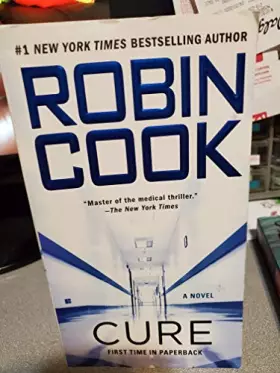 #1 NEW YORK TIMES BESTSELLING AUTHOR
ROBIN
COOK
"Master of the medical thriller."
—The New York Times
A NOVEL
CURE
FIRST TIME IN PAPERBACK